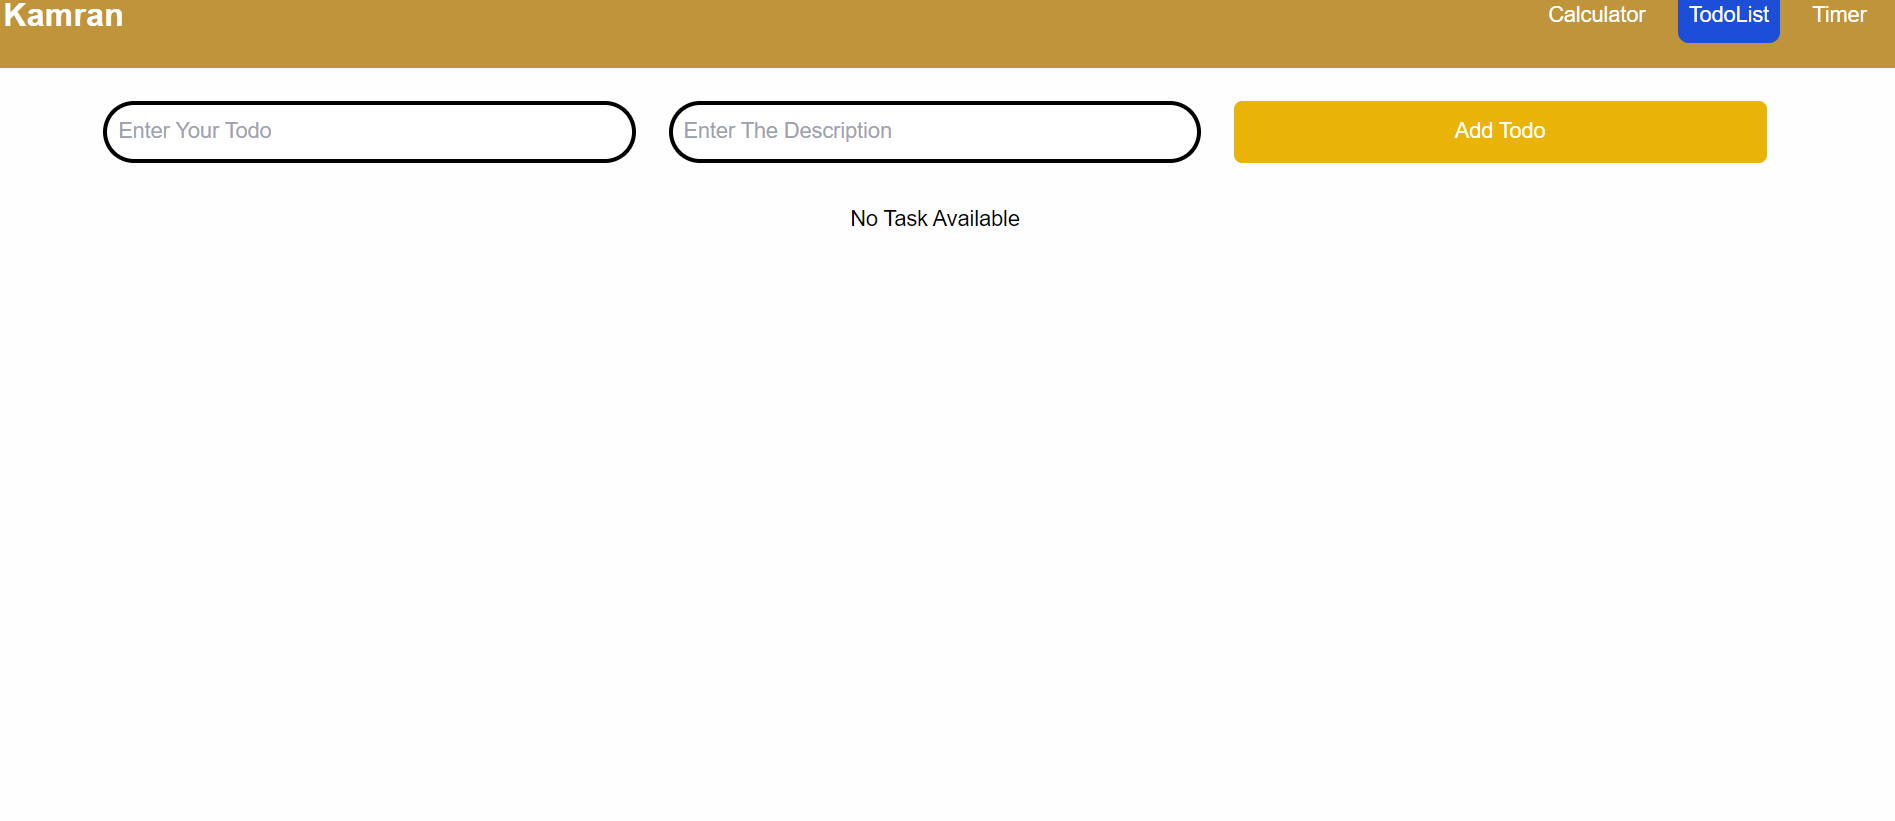 Kamran Calculator TodoList Timer
Enter Your Todo Enter The Description Add Todo
No Task Available